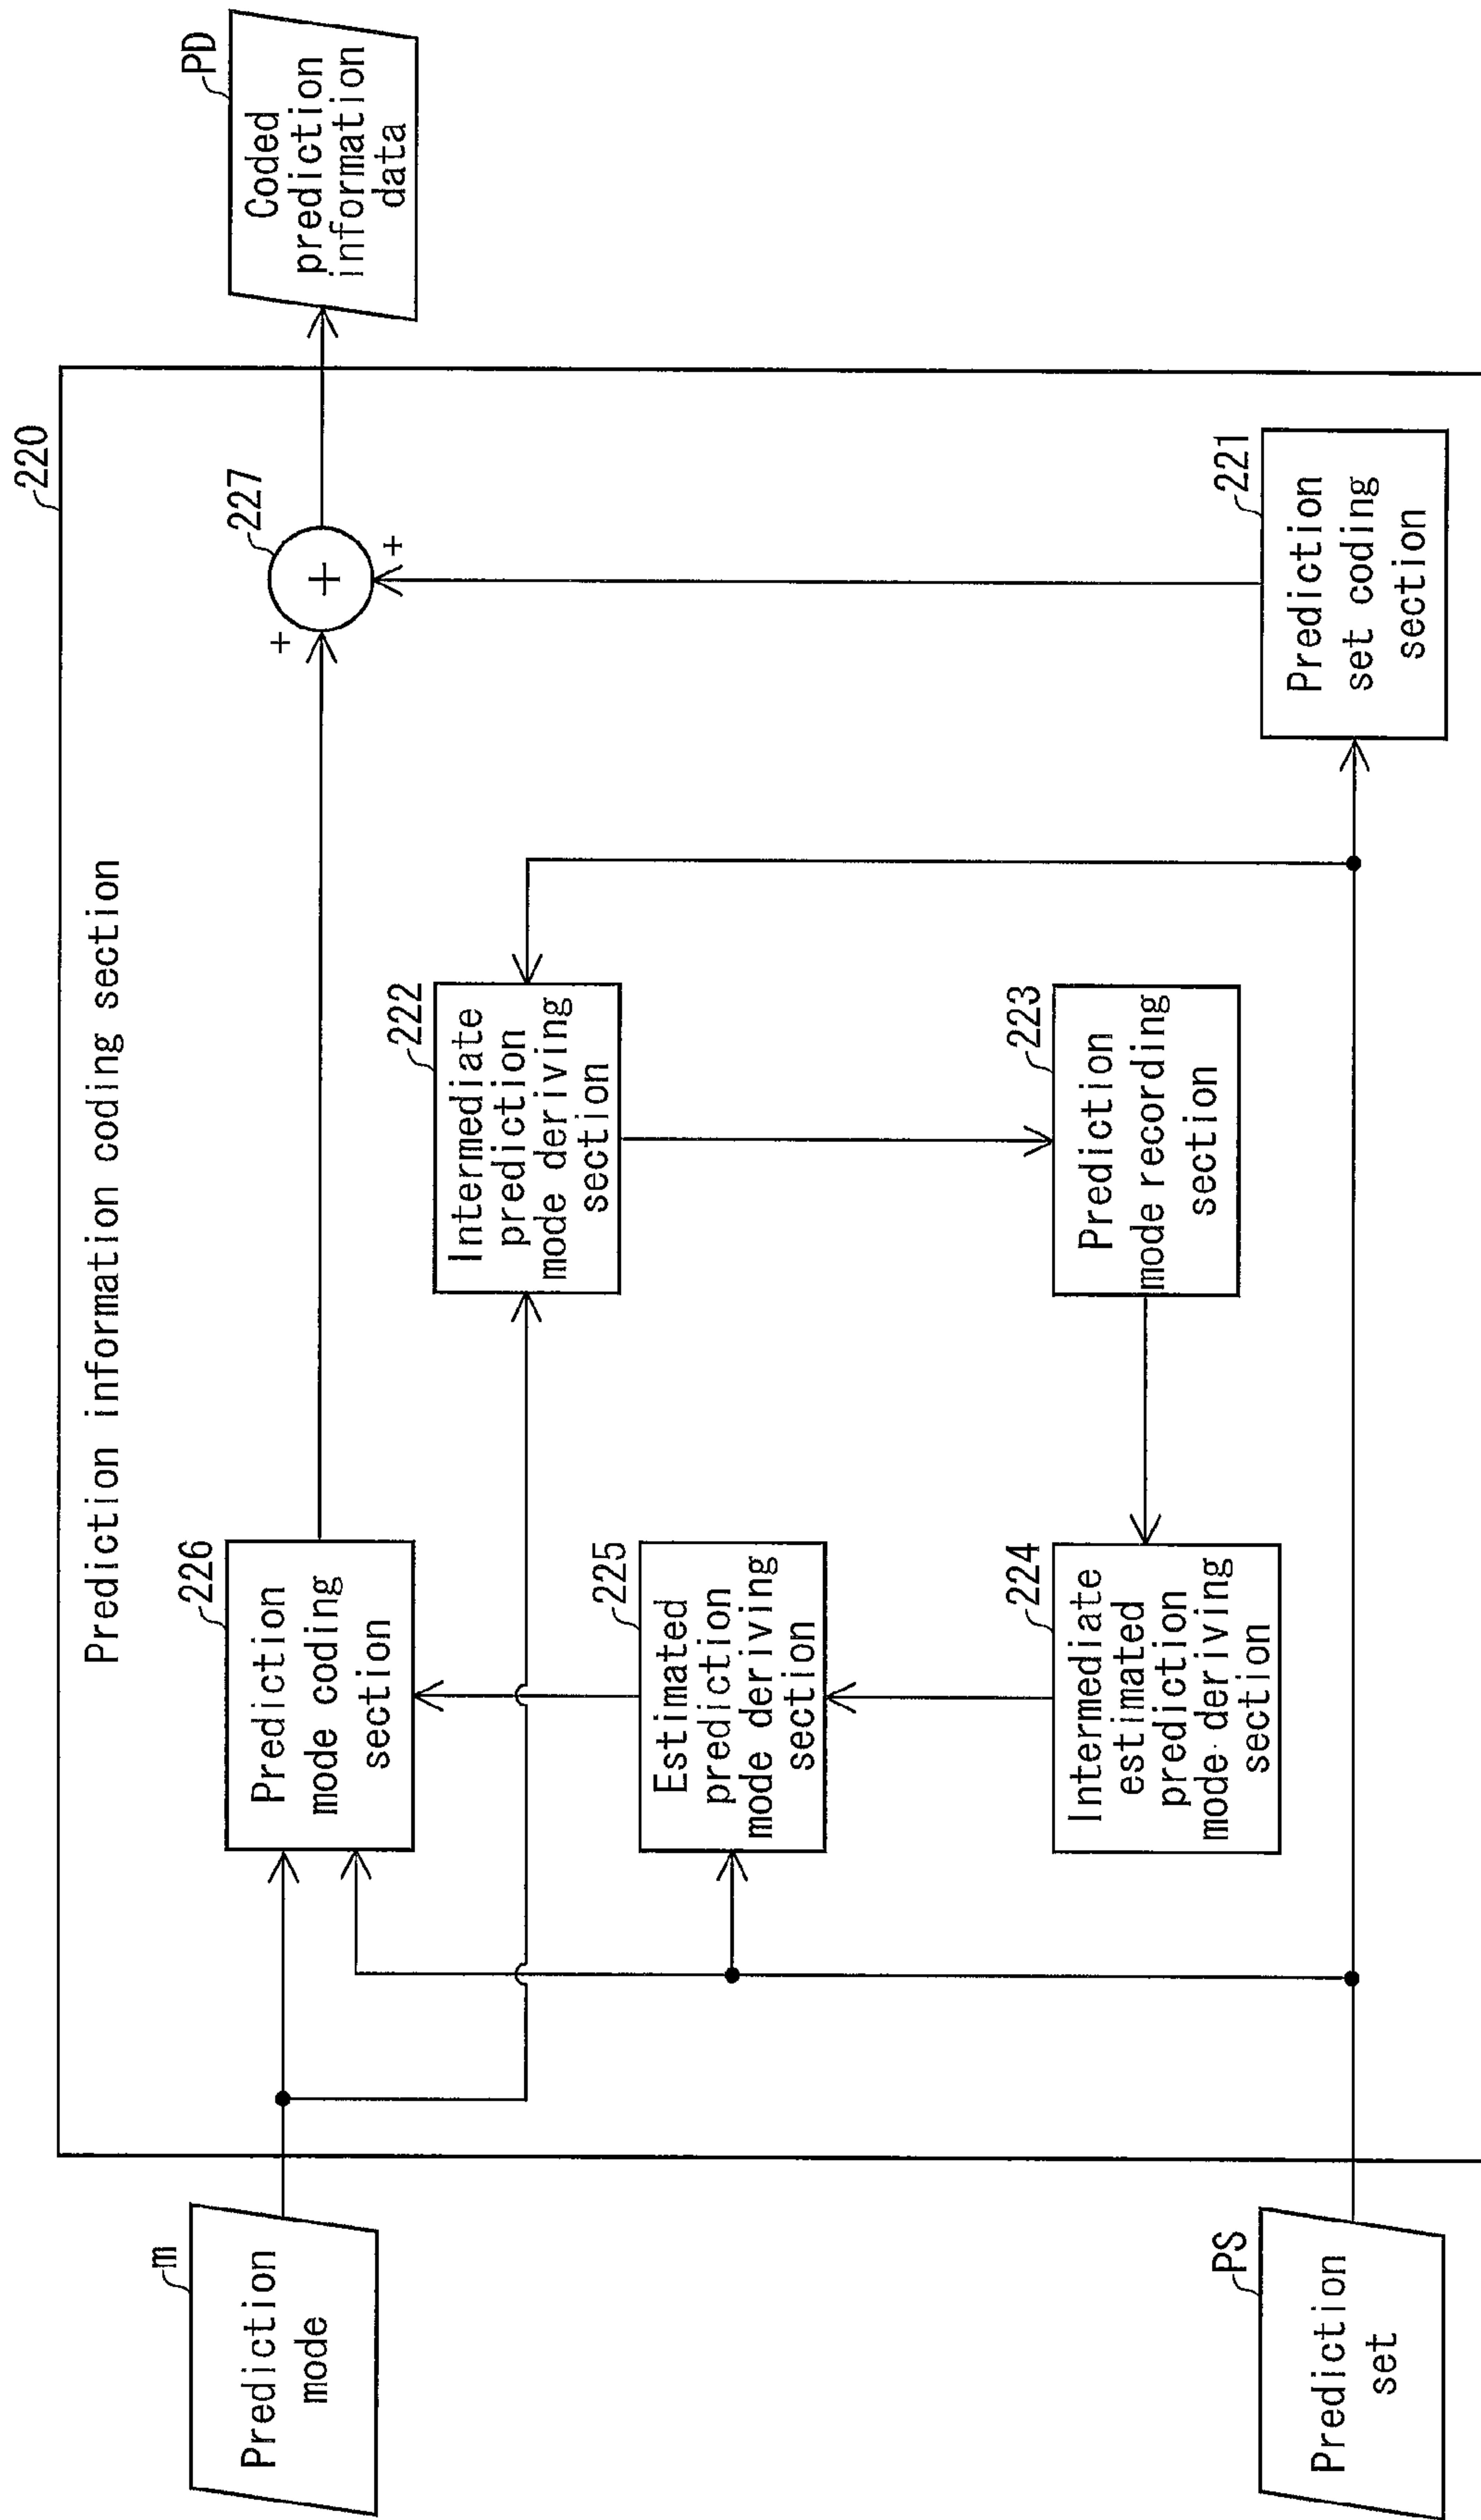 220
Prediction information coding section
m
Prediction
mode
226
Prediction
mode coding
section
+
227
+
+
PD
Coded
prediction
information
data
222
Intermediate
prediction
mode deriving
section
225
Estimated
prediction
mode deriving
section
224
Intermediate
estimated
prediction
mode deriving
section
223
Prediction
mode recording
section
PS
Prediction
set
221
Prediction
set coding
section